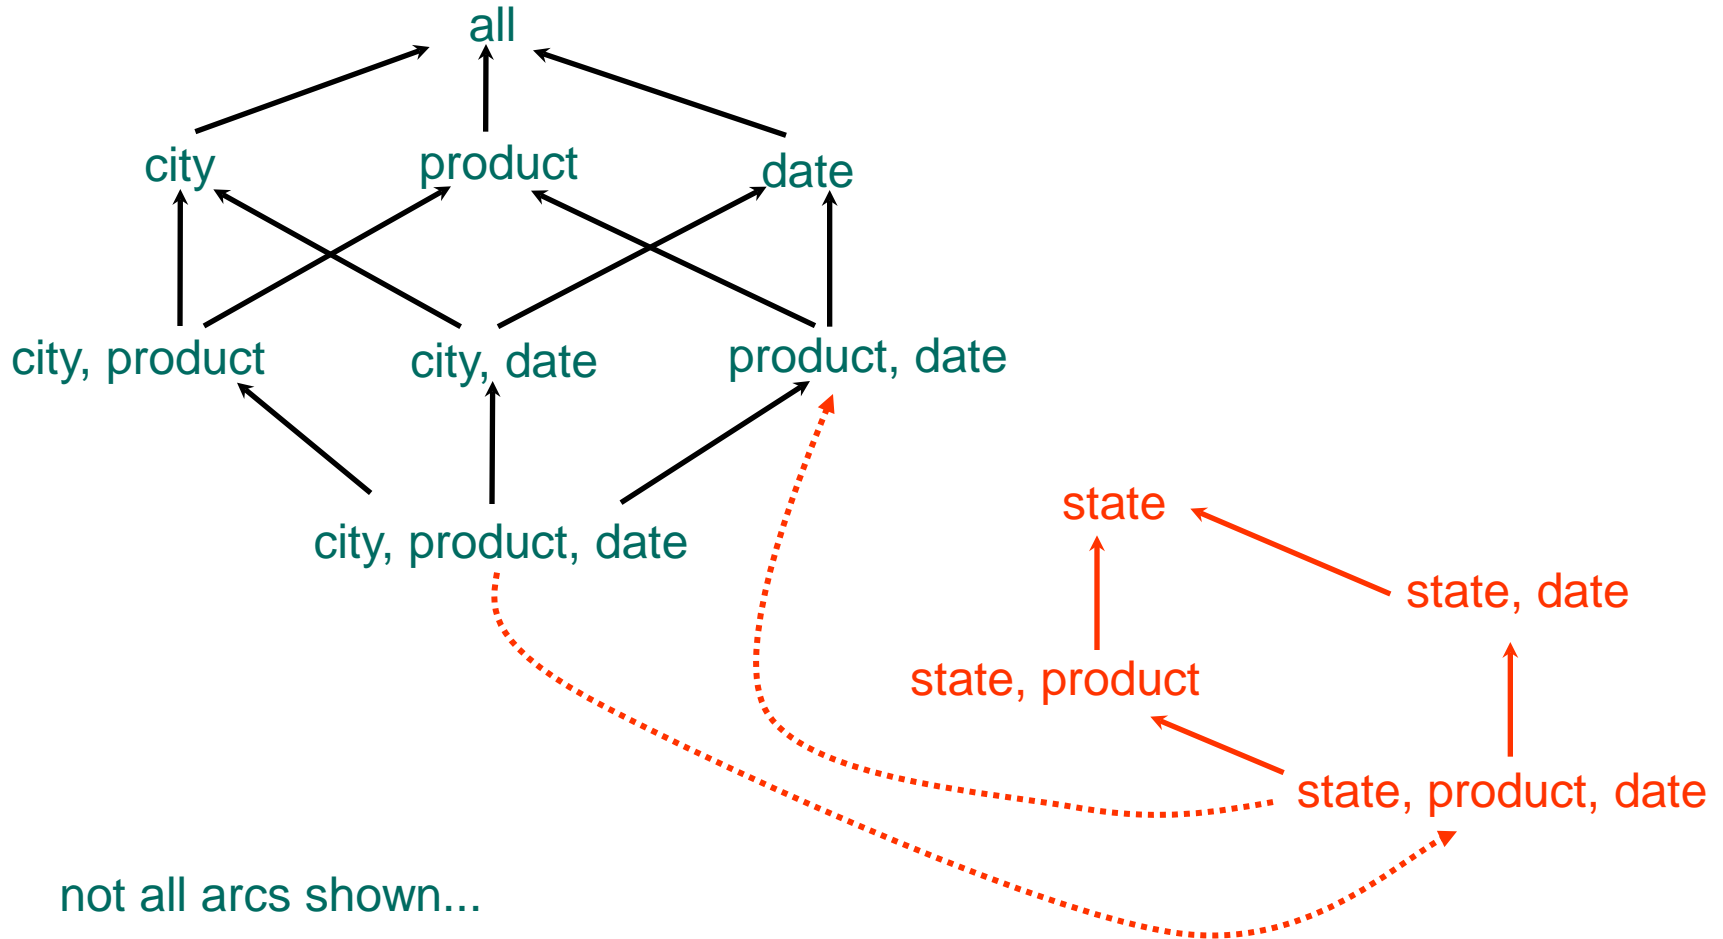 all
city
product
date
city, product
city, date
product, date
city, product, date
state
state, date
state, product
state, product, date
not all arcs shown...